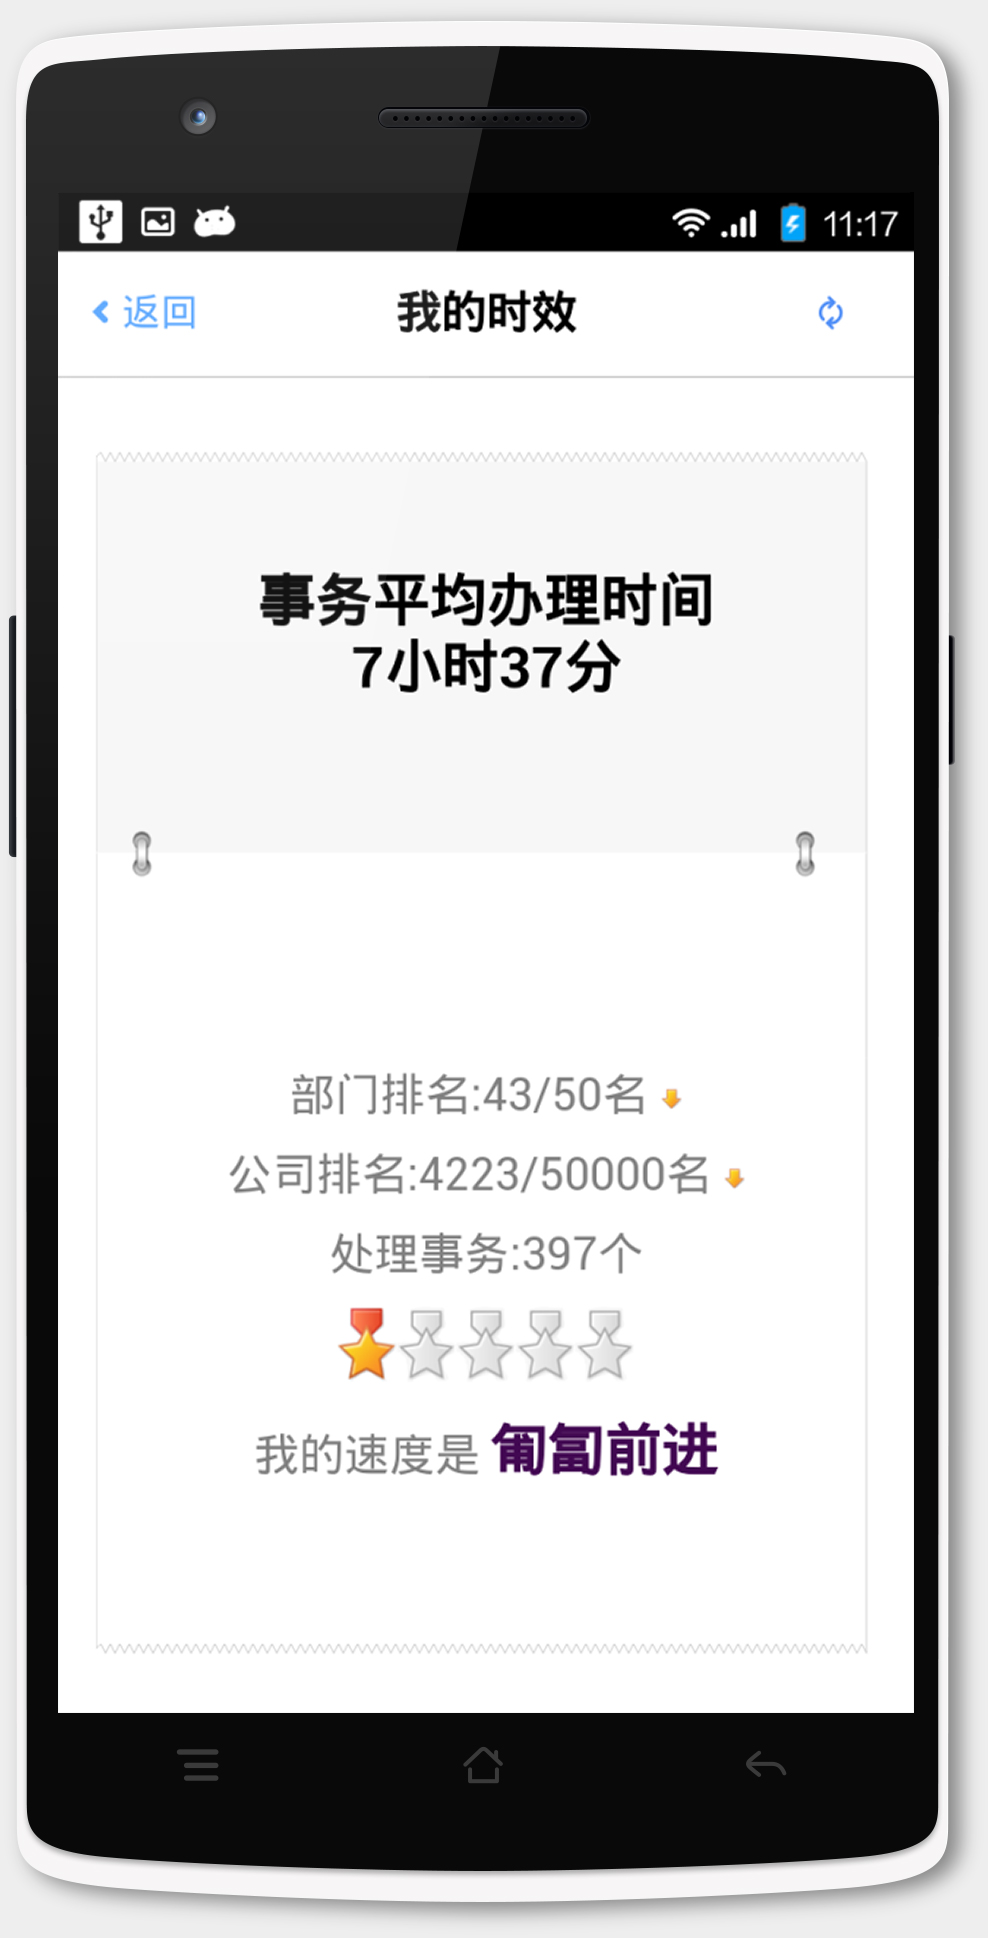 11:17
返回
我的时效
事务平均办理时间
7小时37分
部门排名:43/50名
公司排名:4223/50000名
处理事务:397个
我的速度是 匍匐前进